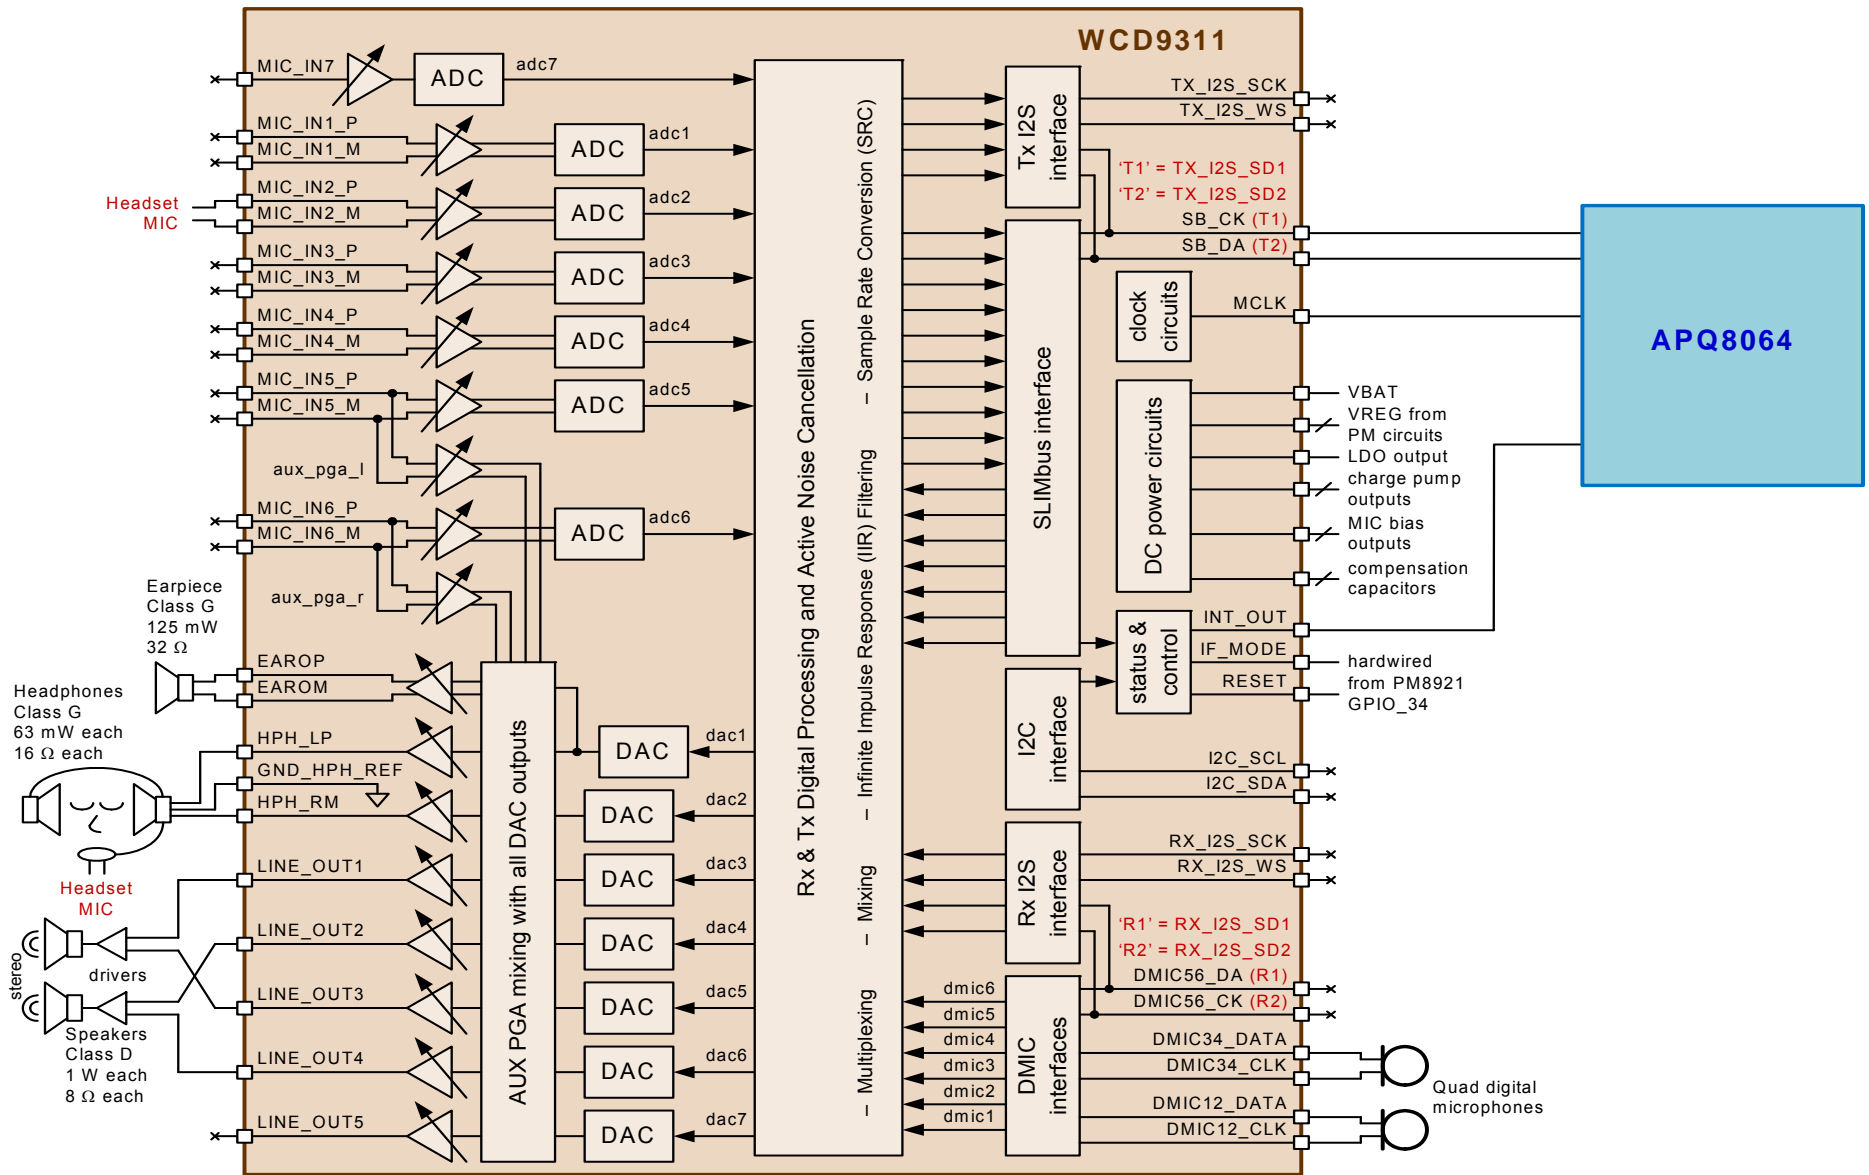 WCD9311
MIC_IN7
ADC
adc7
MIC_IN1_P
MIC_IN1_M
ADC
adc1
Headset
MIC
MIC_IN2_P
MIC_IN2_M
ADC
adc2
MIC_IN3_P
MIC_IN3_M
ADC
adc3
MIC_IN4_P
MIC_IN4_M
ADC
adc4
MIC_IN5_P
MIC_IN5_M
ADC
adc5
aux_pga_l
MIC_IN6_P
MIC_IN6_M
ADC
adc6
aux_pga_r
Earpiece
Class G
125 mW
32 Ω
EAROP
EAROM
Headphones
Class G
63 mW each
16 Ω each
HPH_LP
GND_HPH_REF
HPH_RM
Headset
MIC
LINE_OUT1
LINE_OUT2
LINE_OUT3
LINE_OUT4
LINE_OUT5
stereo
drivers
Speakers
Class D
1 W each
8 Ω each
AUX PGA mixing with all DAC outputs
DAC
dac1
DAC
dac2
DAC
dac3
DAC
dac4
DAC
dac5
DAC
dac6
DAC
dac7
Rx & Tx Digital Processing and Active Noise Cancellation
– Multiplexing – Mixing – Infinite Impulse Response (IIR) Filtering – Sample Rate Conversion (SRC)
Tx I2S
interface
TX_I2S_SCK
TX_I2S_WS
‘T1’ = TX_I2S_SD1
‘T2’ = TX_I2S_SD2
SLIMbus interface
SB_CK (T1)
SB_DA (T2)
clock
circuits
MCLK
APQ8064
DC power circuits
VBAT
VREG from
PM circuits
LDO output
charge pump
outputs
MIC bias
outputs
compensation
capacitors
status &
control
INT_OUT
IF_MODE
RESET
hardwired
from PM8921
GPIO_34
I2C
interface
I2C_SCL
I2C_SDA
Rx I2S
interface
RX_I2S_SCK
RX_I2S_WS
‘R1’ = RX_I2S_SD1
‘R2’ = RX_I2S_SD2
DMIC
interfaces
dmic6
dmic5
dmic4
dmic3
dmic2
dmic1
DMIC56_DA (R1)
DMIC56_CK (R2)
DMIC34_DATA
DMIC34_CLK
DMIC12_DATA
DMIC12_CLK
Quad digital
microphones